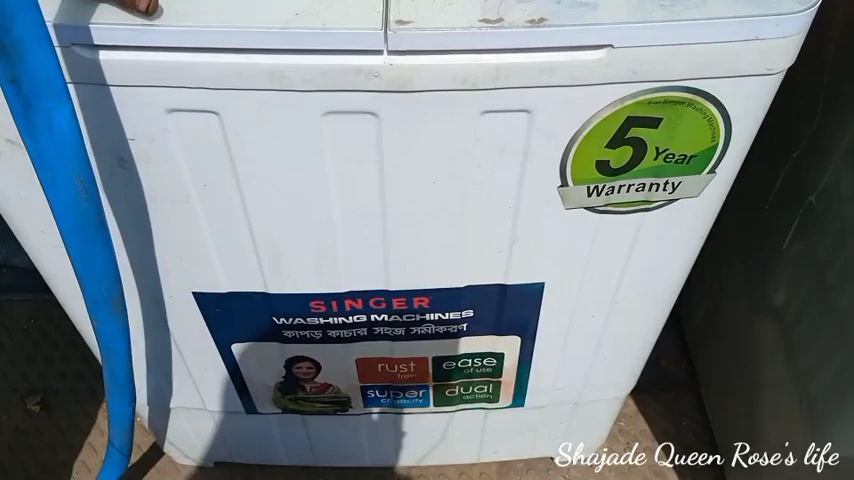 For Singer Washing Machines
5 Year
Warranty
SINGER
WASHING MACHINES
কাপড় কাচার সহজ সমীকরণ
rust free
ease of use
super capacity
dual action
Shajade Queen Rose's life